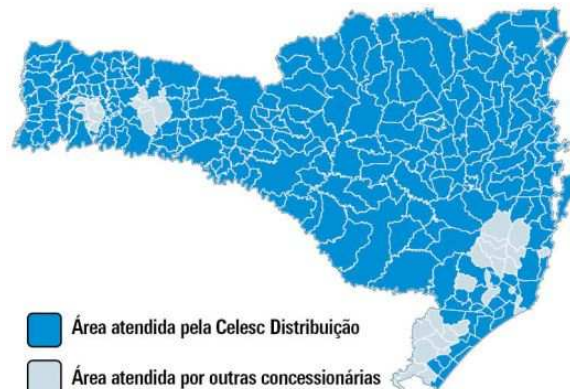 Área atendida pela Celesc Distribuição
Área atendida por outras concessionárias